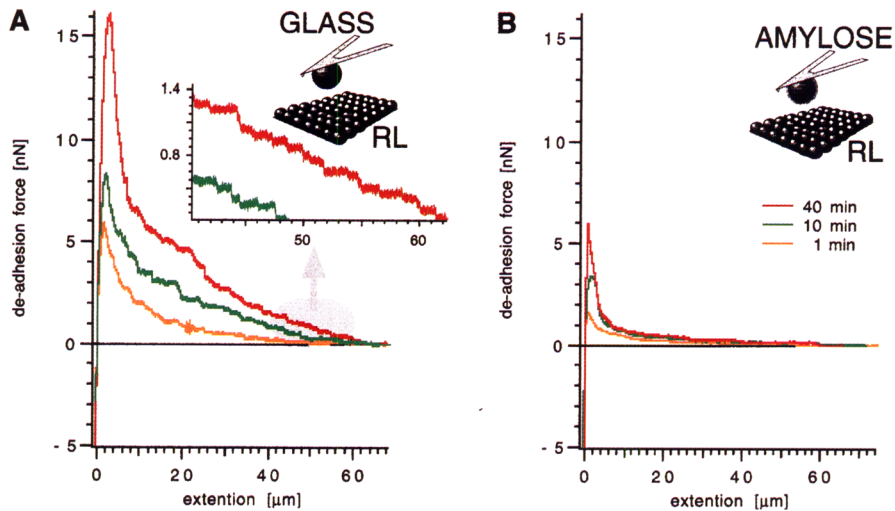 A
GLASS
RL
de-adhesion force [nN]
15
10
5
0
- 5
1.4
0.8
50
60
0
20
40
60
extention [µm]
B
AMYLOSE
RL
40 min
10 min
1 min
de-adhesion force [nN]
15
10
5
0
- 5
0
20
40
60
extention [µm]